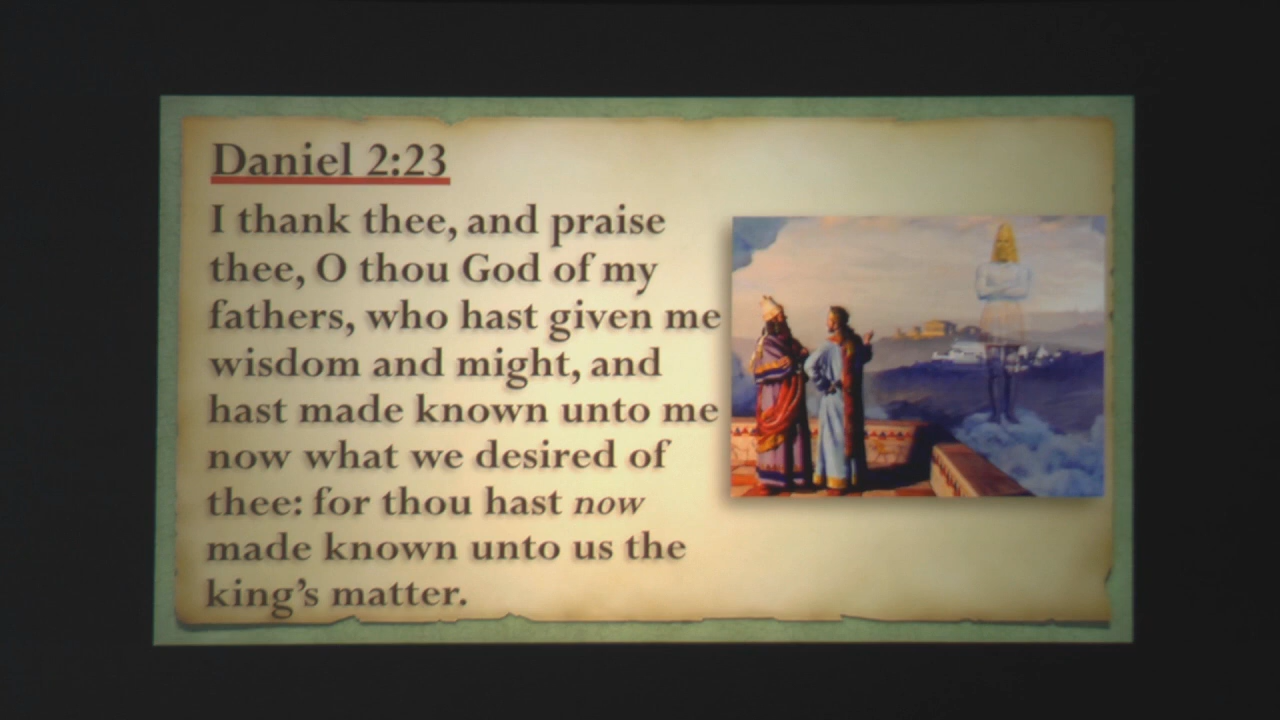 Daniel 2:23
I thank thee, and praise
thee, O thou God of my
fathers, who hast given me
wisdom and might, and
hast made known unto me
now what we desired of
thee: for thou hast now
made known unto us the
king's matter.